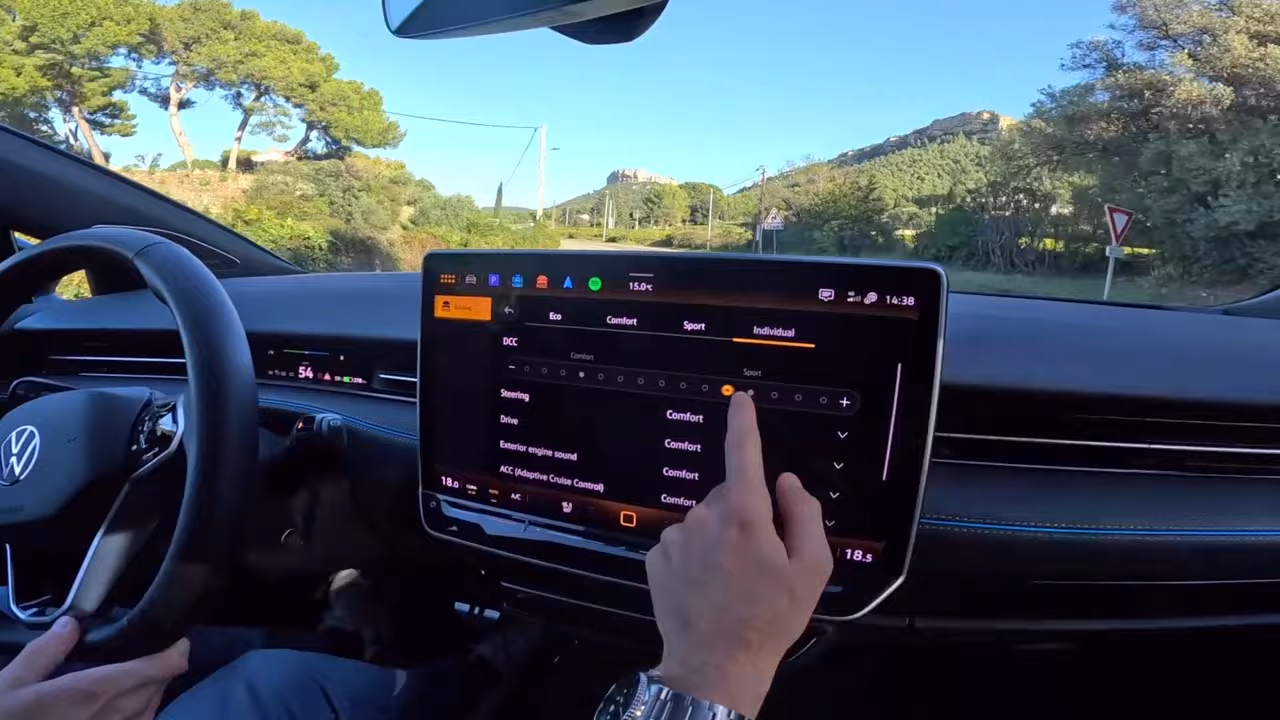 15.0°C
14:38
Driving
Eco
Comfort
Sport
Individual
DCC
Comfort
Sport
Steering
Comfort
Drive
Comfort
Exterior engine sound
Comfort
ACC (Adaptive Cruise Control)
Comfort
54
18.0
A/C
18.5